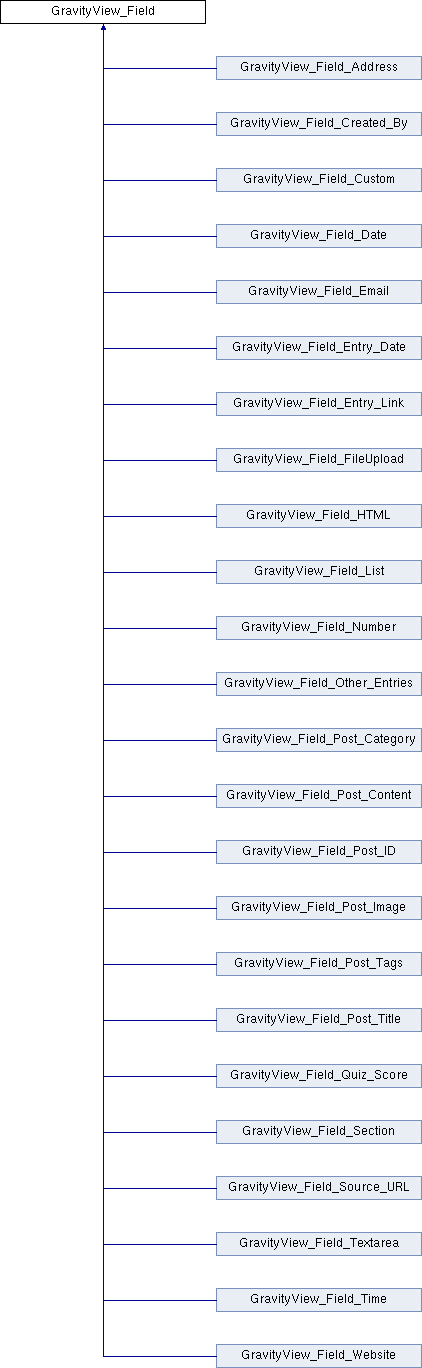 GravityView_Field
GravityView_Field_Address
GravityView_Field_Created_By
GravityView_Field_Custom
GravityView_Field_Date
GravityView_Field_Email
GravityView_Field_Entry_Date
GravityView_Field_Entry_Link
GravityView_Field_FileUpload
GravityView_Field_HTML
GravityView_Field_List
GravityView_Field_Number
GravityView_Field_Other_Entries
GravityView_Field_Post_Category
GravityView_Field_Post_Content
GravityView_Field_Post_ID
GravityView_Field_Post_Image
GravityView_Field_Post_Tags
GravityView_Field_Post_Title
GravityView_Field_Quiz_Score
GravityView_Field_Section
GravityView_Field_Source_URL
GravityView_Field_Textarea
GravityView_Field_Time
GravityView_Field_Website